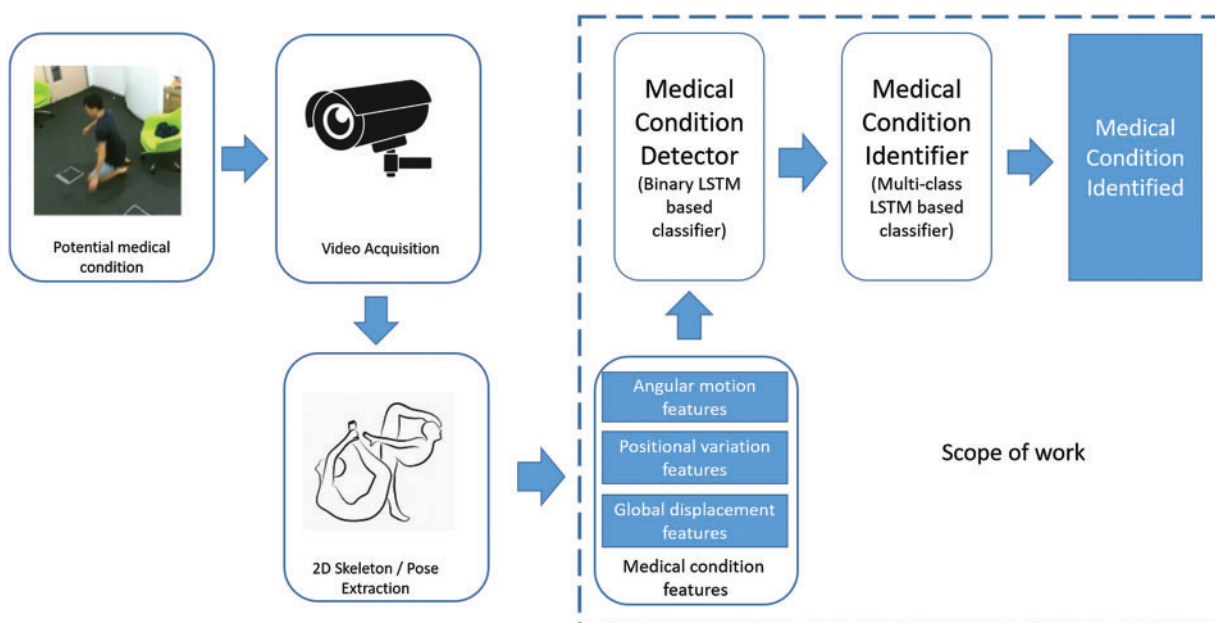 Potential medical
condition
Video Acquisition
2D Skeleton / Pose
Extraction
Angular motion
features
Positional variation
features
Global displacement
features
Medical condition
features
Medical
Condition
Detector
(Binary LSTM
based
classifier)
Medical
Condition
Identifier
(Multi-class
LSTM based
classifier)
Medical
Condition
Identified
Scope of work